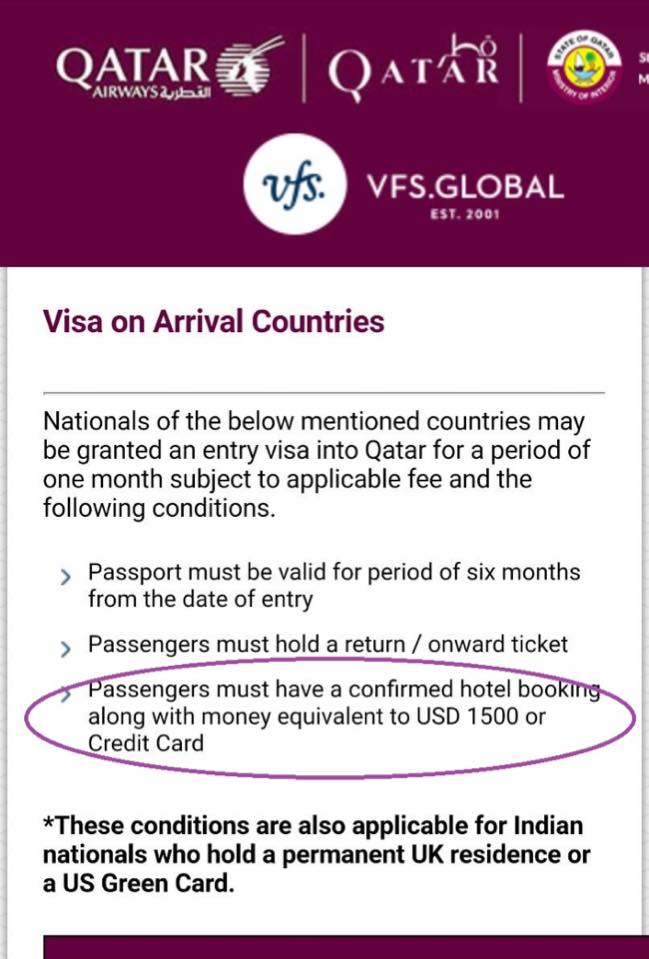 QATAR
AIRWAYS القطرية
QATAR
STATE OF QATAR
MINISTRY OF INTERIOR
vfs.
VFS.GLOBAL
EST. 2001
Visa on Arrival Countries
Nationals of the below mentioned countries may
be granted an entry visa into Qatar for a period of
one month subject to applicable fee and the
following conditions.
Passport must be valid for period of six months
from the date of entry
Passengers must hold a return / onward ticket
Passengers must have a confirmed hotel booking
along with money equivalent to USD 1500 or
Credit Card
*These conditions are also applicable for Indian
nationals who hold a permanent UK residence or
a US Green Card.